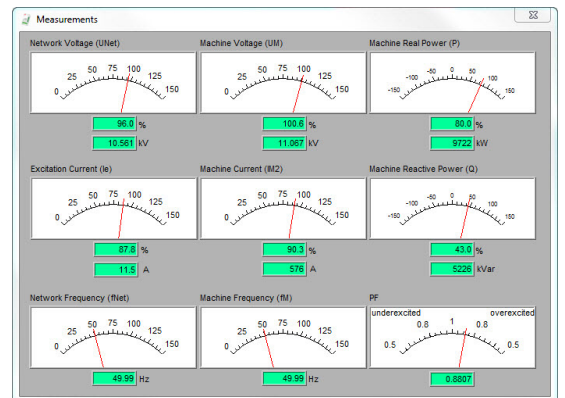 Measurements
Network Voltage (UNet)
0 25 50 75 100 125 150
96.0 %
10.561 kV
Machine Voltage (UM)
0 25 50 75 100 125 150
100.6 %
11.067 kV
Machine Real Power (P)
-150 -100 -50 0 50 100 150
80.0 %
9722 kW
Excitation Current (Ie)
0 25 50 75 100 125 150
87.8 %
11.5 A
Machine Current (IM2)
0 25 50 75 100 125 150
90.3 %
576 A
Machine Reactive Power (Q)
-150 -100 -50 0 50 100 150
43.0 %
5226 kVar
Network Frequency (fNet)
0 25 50 75 100 125 150
49.99 Hz
Machine Frequency (fM)
0 25 50 75 100 125 150
49.99 Hz
PF
underexcited overexcited
0.5 0.8 1 0.8 0.5
0.8807